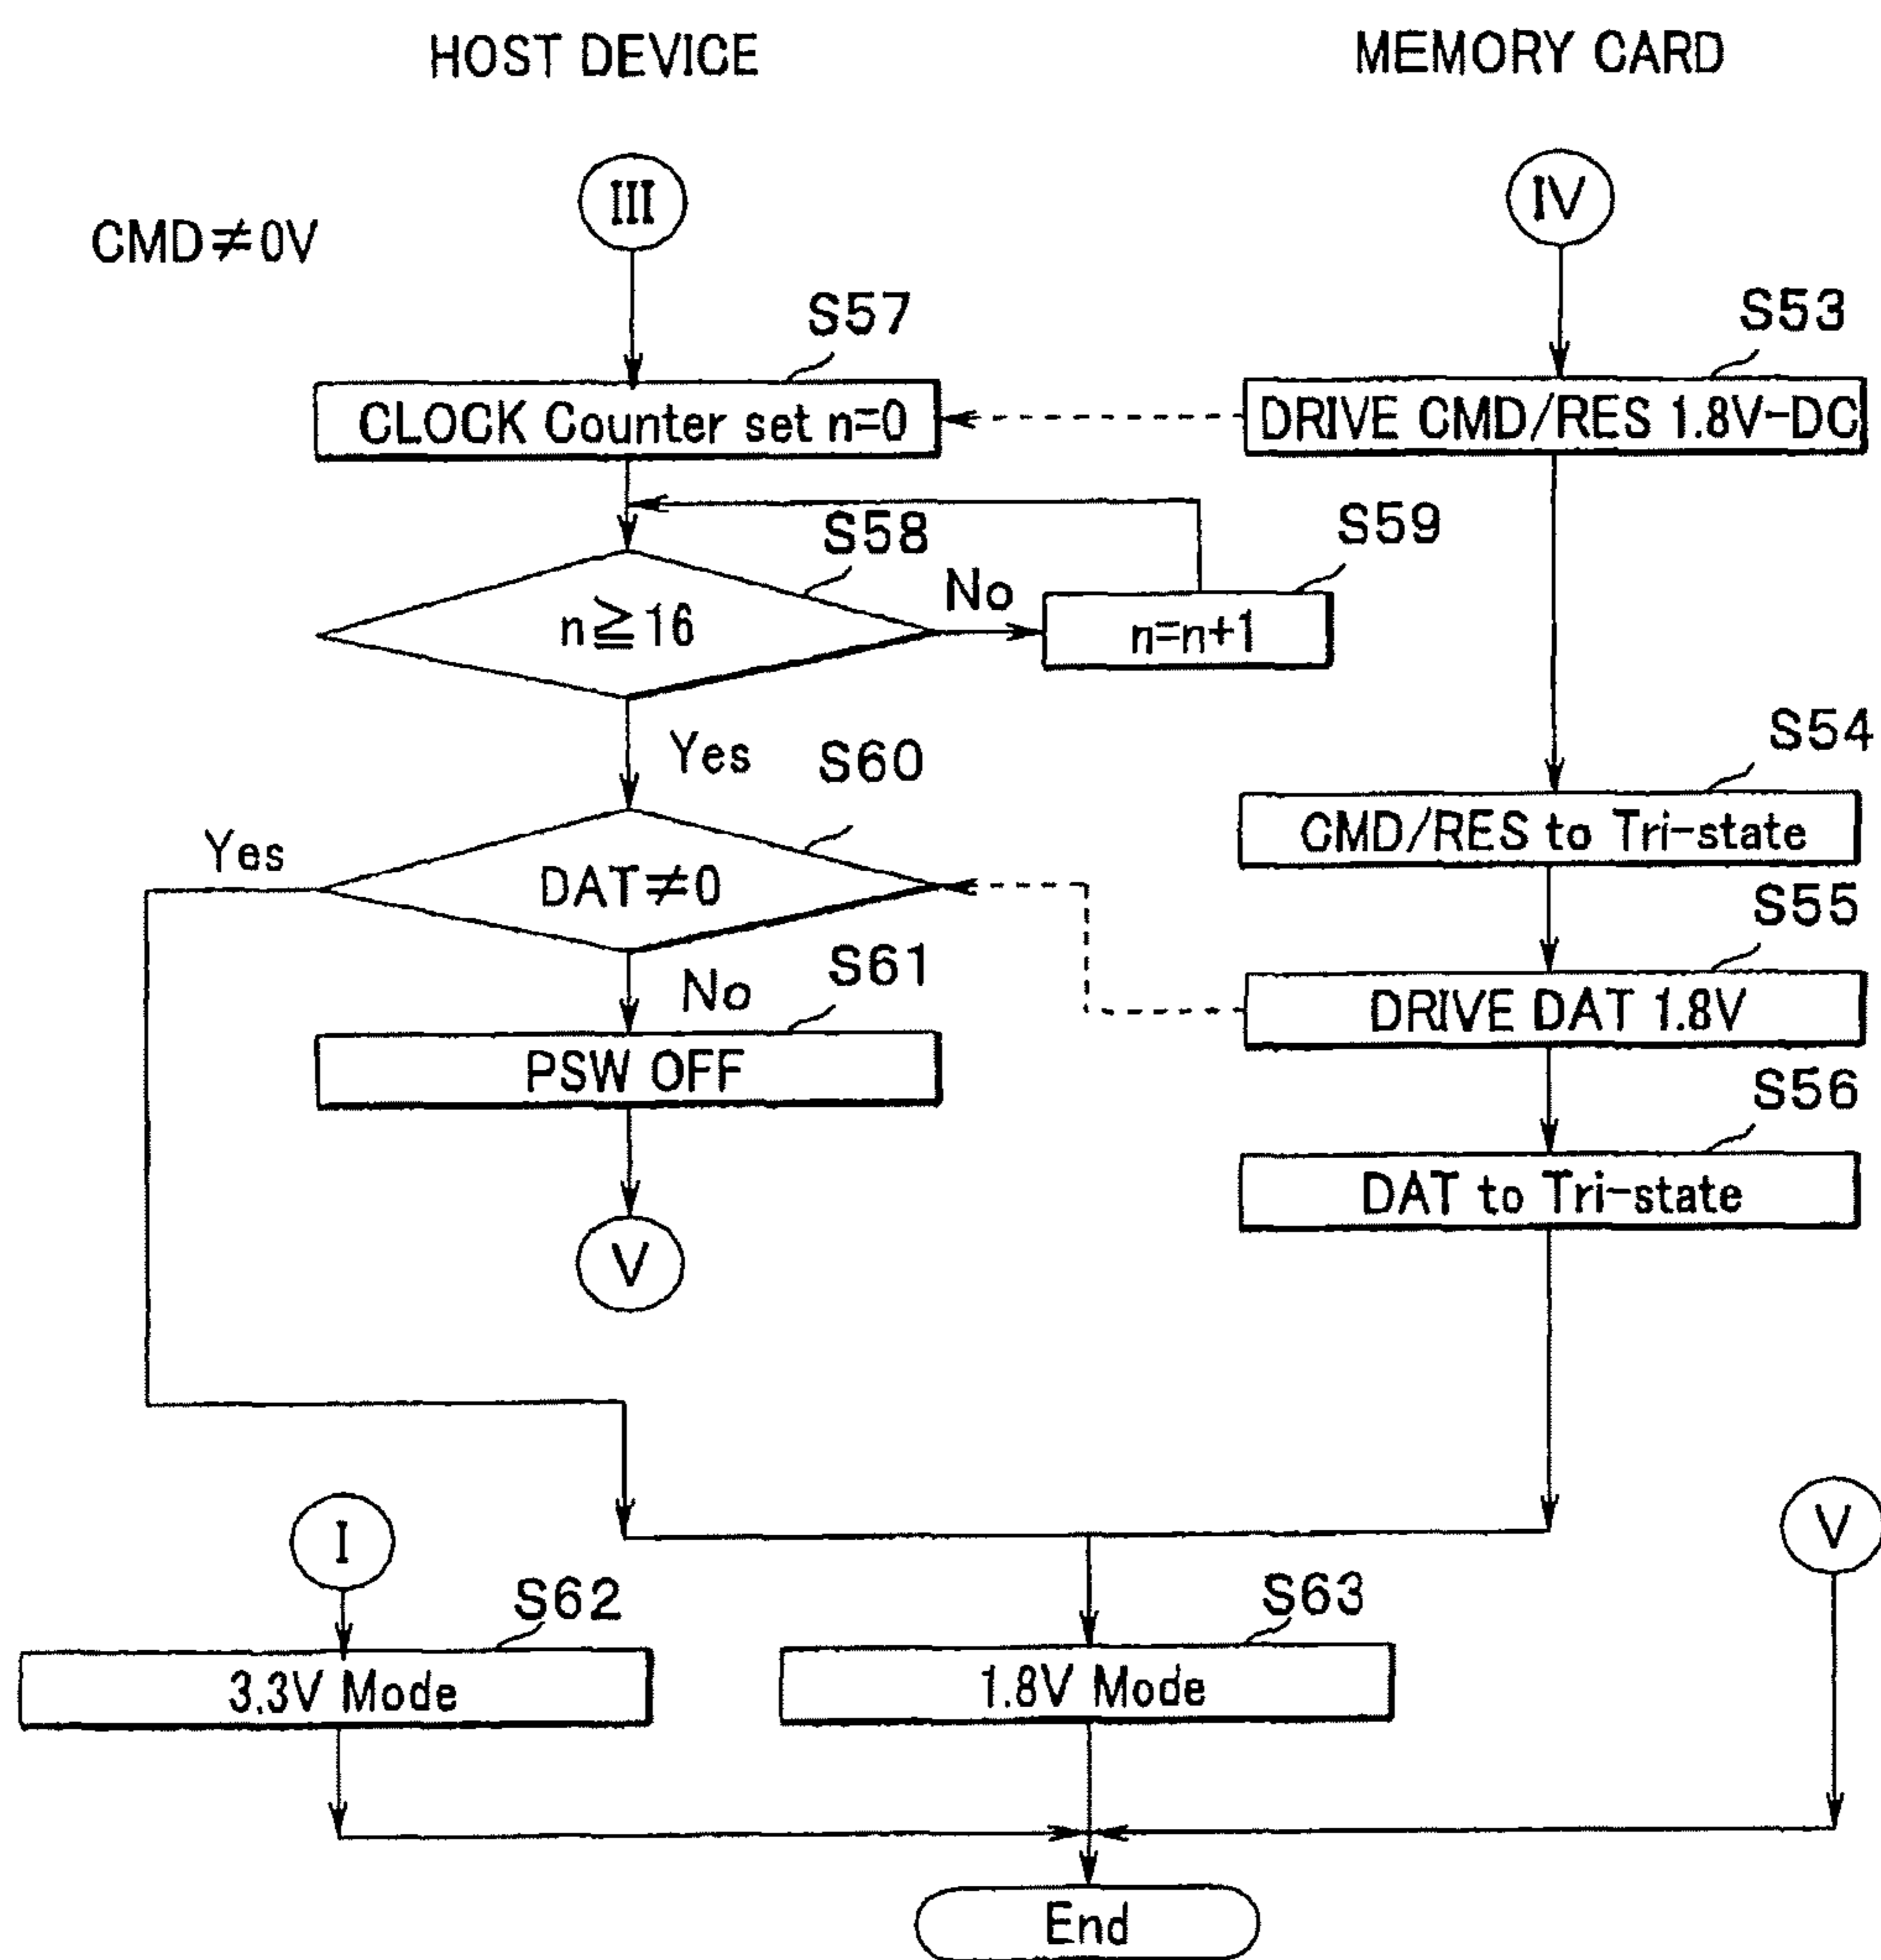 HOST DEVICE
MEMORY CARD
III
IV
CMD≠0V
S57
S53
CLOCK Counter set n=0
DRIVE CMD/RES 1.8V-DC
S58
S59
n≧16
No
n=n+1
Yes
S60
S54
CMD/RES to Tri-state
Yes
DAT≠0
S55
No
S61
DRIVE DAT 1.8V
PSW OFF
S56
DAT to Tri-state
V
I
V
S62
S63
3.3V Mode
1.8V Mode
End